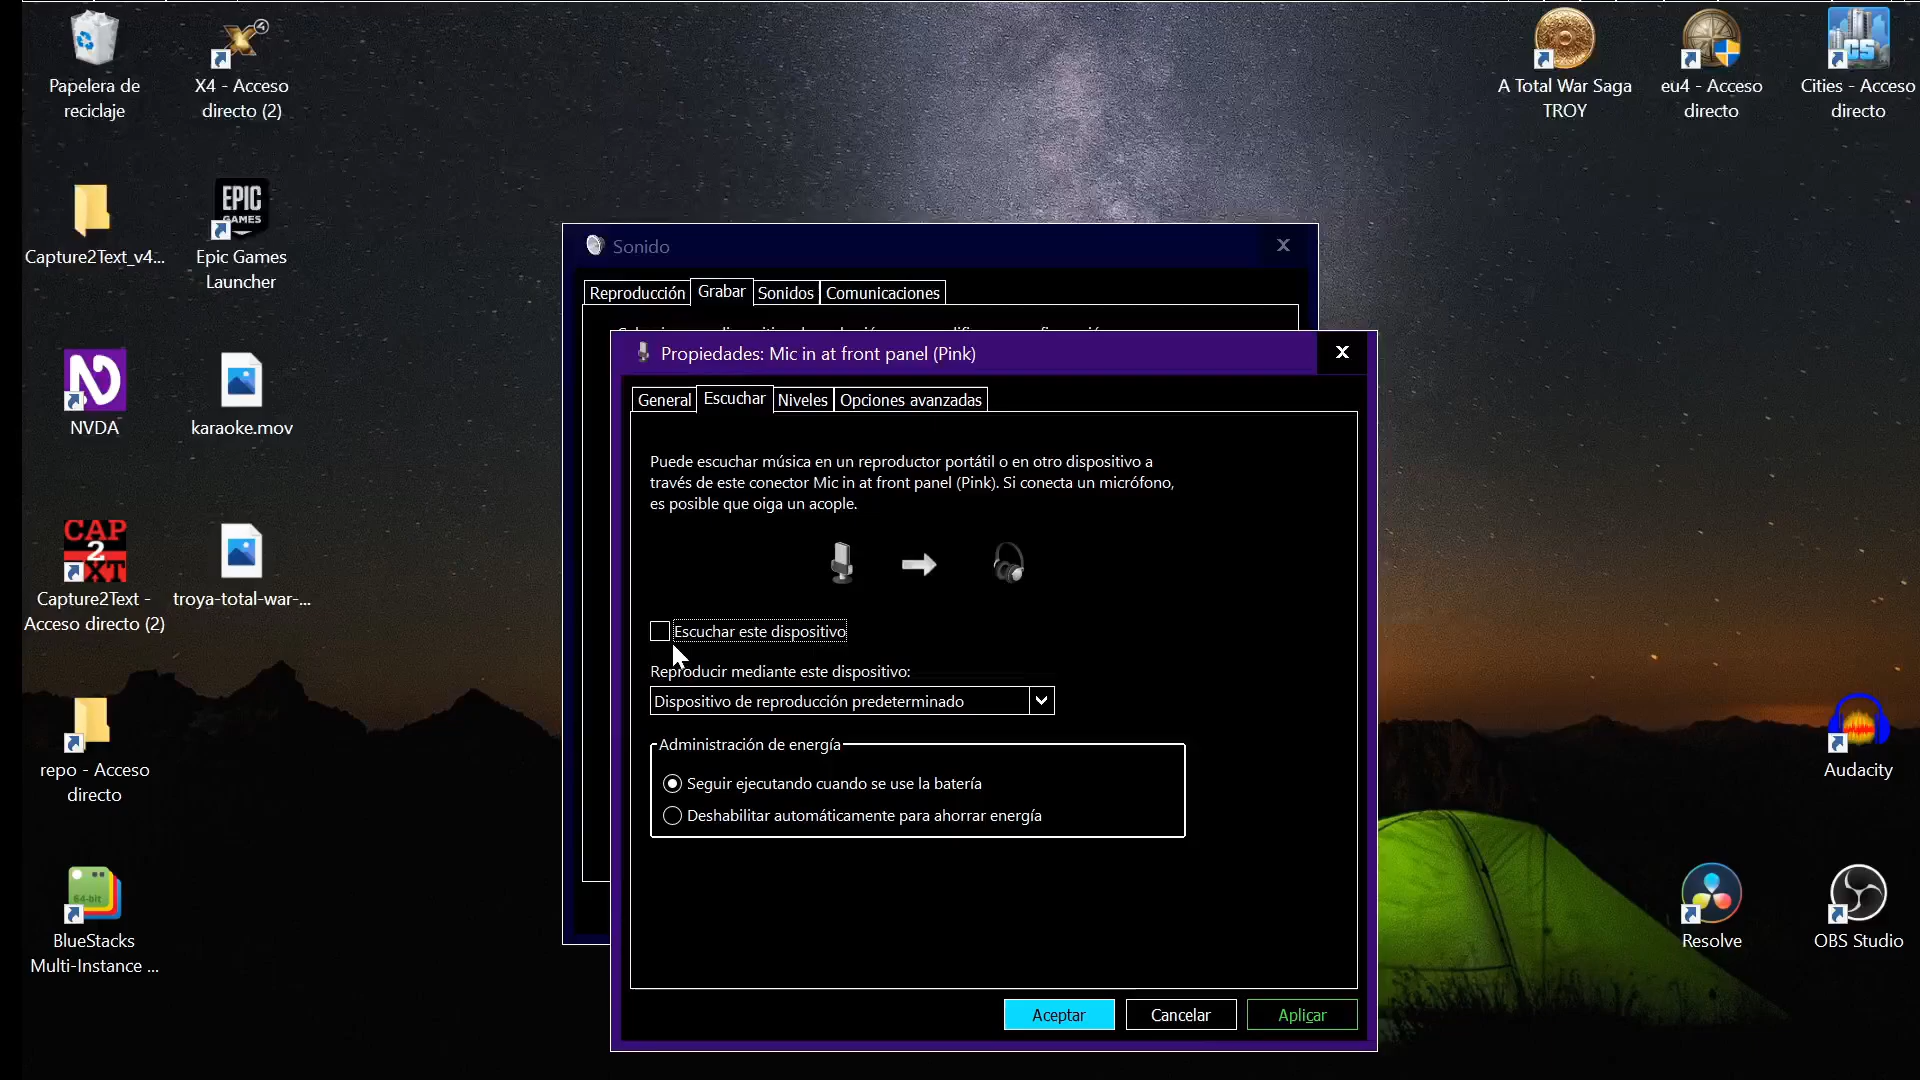 Papelera de
reciclaje
X4 - Acceso
directo (2)
A Total War Saga
TROY
eu4 - Acceso
directo
CS
Cities - Acceso
directo
Capture2Text_v4...
EPIC
GAMES
Epic Games
Launcher
NVDA
karaoke.mov
CAP
2
XT
Capture2Text -
Acceso directo (2)
troya-total-war-...
repo - Acceso
directo
64-bit
BlueStacks
Multi-Instance ...
Audacity
Resolve
OBS Studio
Sonido
Reproducción
Grabar
Sonidos
Comunicaciones
Propiedades: Mic in at front panel (Pink)
General
Escuchar
Niveles
Opciones avanzadas
Puede escuchar música en un reproductor portátil o en otro dispositivo a
través de este conector Mic in at front panel (Pink). Si conecta un micrófono,
es posible que oiga un acople.
Escuchar este dispositivo
Reproducir mediante este dispositivo:
Dispositivo de reproducción predeterminado
Administración de energía
Seguir ejecutando cuando se use la batería
Deshabilitar automáticamente para ahorrar energía
Aceptar
Cancelar
Aplicar